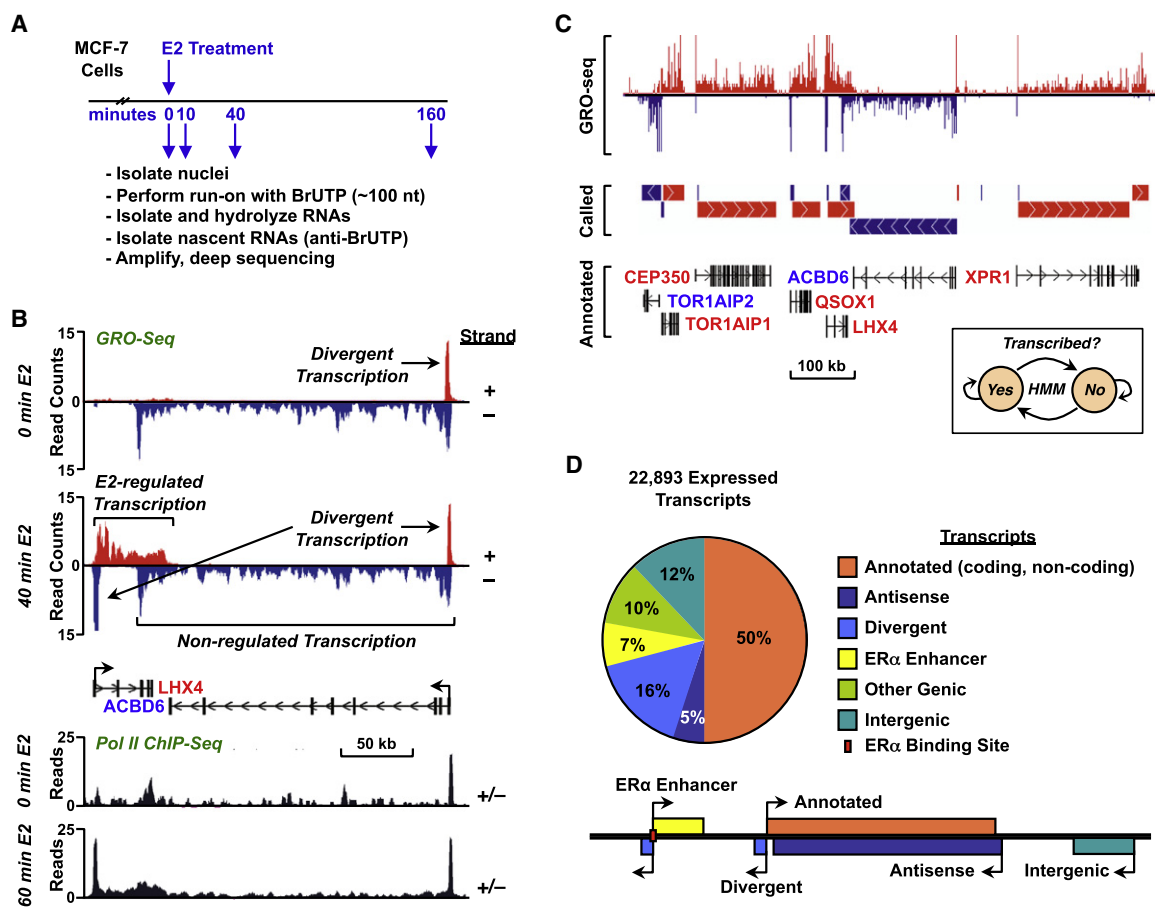 A
MCF-7
Cells
E2 Treatment
minutes 0 10 40 160
- Isolate nuclei
- Perform run-on with BrUTP (~100 nt)
- Isolate and hydrolyze RNAs
- Isolate nascent RNAs (anti-BrUTP)
- Amplify, deep sequencing
B
0 min E2
Read Counts
15
0
15
GRO-Seq
Divergent
Transcription
Strand
+
–
40 min E2
Read Counts
15
0
15
E2-regulated
Transcription
Divergent
Transcription
+
–
Non-regulated Transcription
LHX4
ACBD6
0 min E2
Reads
25
0
Pol II ChIP-Seq
50 kb
+/–
60 min E2
Reads
25
0
+/–
C
GRO-seq
Called
Annotated
CEP350
ACBD6
XPR1
TOR1AIP2
QSOX1
TOR1AIP1
LHX4
100 kb
Transcribed?
Yes HMM No
D
22,893 Expressed
Transcripts
12%
10%
7%
16%
5%
50%
Transcripts
Annotated (coding, non-coding)
Antisense
Divergent
ERα Enhancer
Other Genic
Intergenic
ERα Binding Site
ERα Enhancer
Annotated
Divergent
Antisense
Intergenic